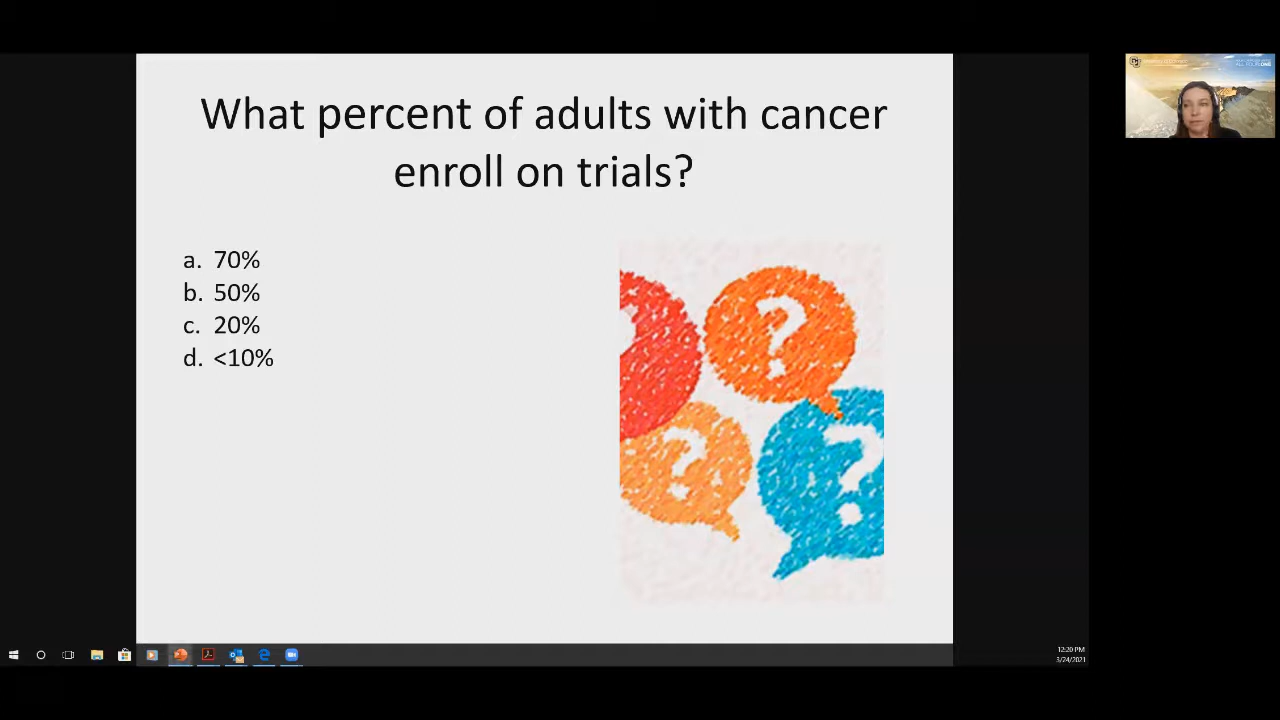 What percent of adults with cancer
enroll on trials?
a. 70%
b. 50%
c. 20%
d. <10%
12:20 PM
3/24/2021